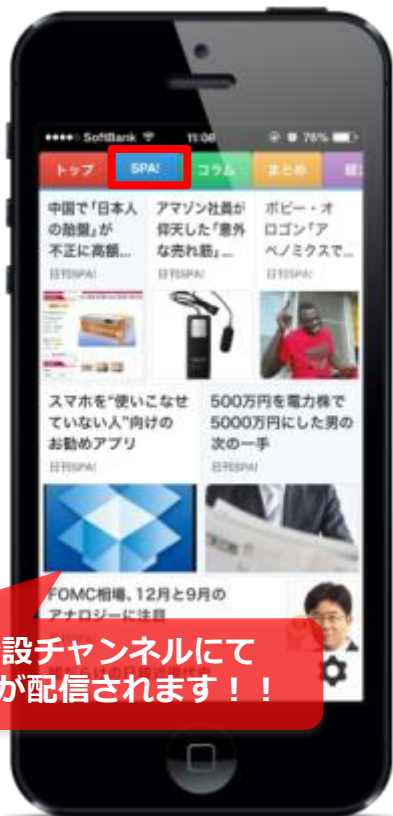 SoftBank 11:08 76%
トップ SPA! コラム まとめ
中国で「日本人
の胎盤」が
不正に高額...
日刊SPA!
アマゾン社員が
仰天した「意外
な売れ筋」...
日刊SPA!
ボビー・オ
ロゴン「ア
ベノミクスで...
日刊SPA!
スマホを“使いこなせ
ていない人”向けの
お勧めアプリ
日刊SPA!
500万円を電力株で
5000万円にした男の
次の一手
日刊SPA!
FOMC相場、12月と9月の
アナロジーに注目
設チャンネルにて
が配信されます！！